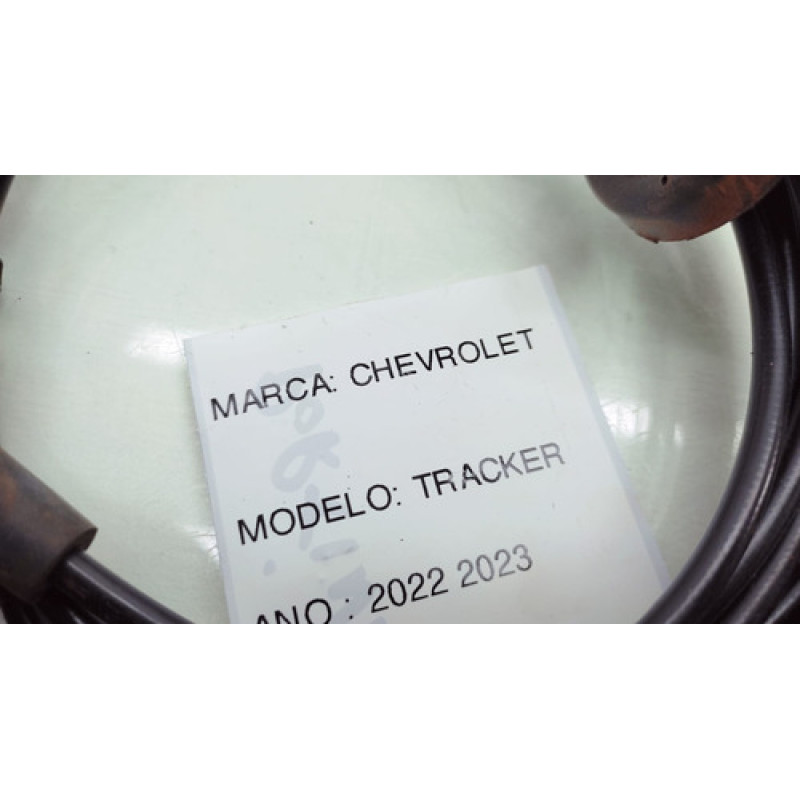 MARCA: CHEVROLET
MODELO: TRACKER
ANO : 2022 2023